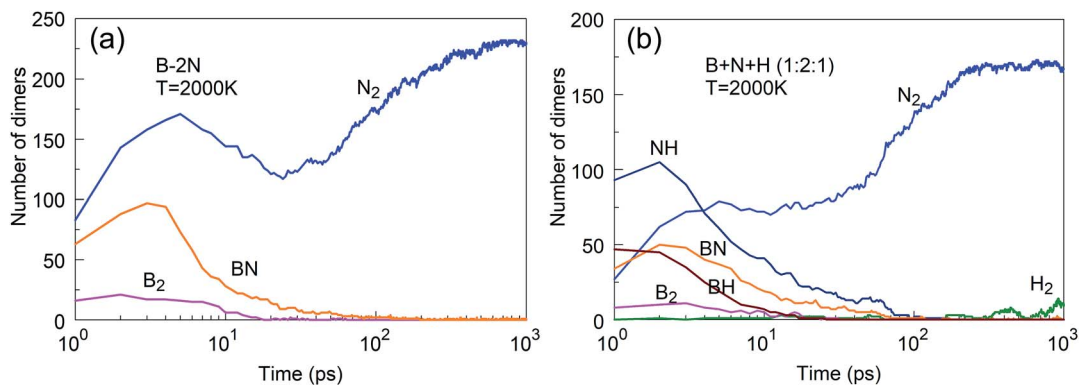 (a)
B-2N
T=2000K
N2
BN
B2
Number of dimers
250
200
150
100
50
0
10^0
10^1
10^2
10^3
Time (ps)
(b)
B+N+H (1:2:1)
T=2000K
N2
NH
BN
BH
B2
H2
Number of dimers
200
150
100
50
0
10^0
10^1
10^2
10^3
Time (ps)